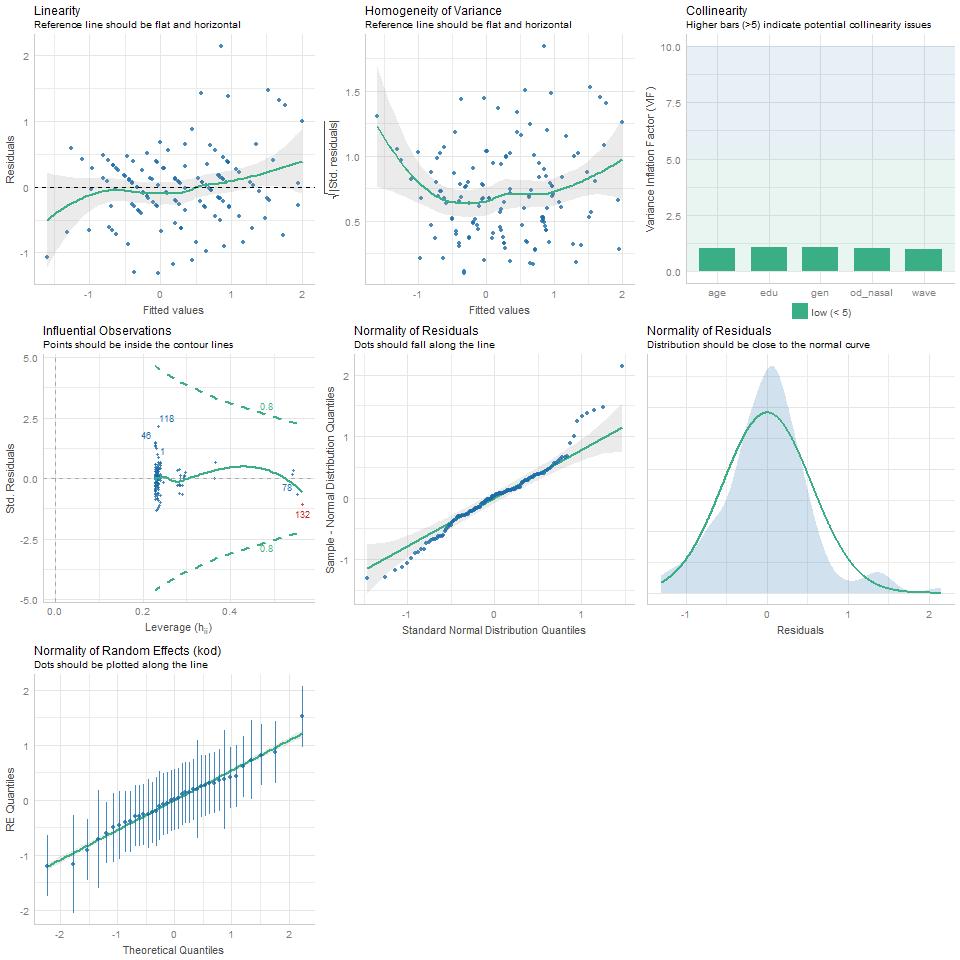 Linearity
Reference line should be flat and horizontal
2
1
0
-1
Residuals
-1
0
1
2
Fitted values
Homogeneity of Variance
Reference line should be flat and horizontal
1.5
1.0
0.5
√|Std. residuals|
-1
0
1
2
Fitted values
Collinearity
Higher bars (>5) indicate potential collinearity issues
10.0
7.5
5.0
2.5
0.0
Variance Inflation Factor (VIF)
age
edu
gen
od_nasal
wave
low (< 5)
Influential Observations
Points should be inside the contour lines
5.0
2.5
0.0
-2.5
-5.0
Std. Residuals
0.8
118
46
1
78
132
0.8
0.0
0.2
0.4
Leverage (hii)
Normality of Residuals
Dots should fall along the line
2
1
0
-1
Sample - Normal Distribution Quantiles
-1
0
1
Standard Normal Distribution Quantiles
Normality of Residuals
Distribution should be close to the normal curve
-1
0
1
2
Residuals
Normality of Random Effects (kod)
Dots should be plotted along the line
2
1
0
-1
-2
RE Quantiles
-2
-1
0
1
2
Theoretical Quantiles